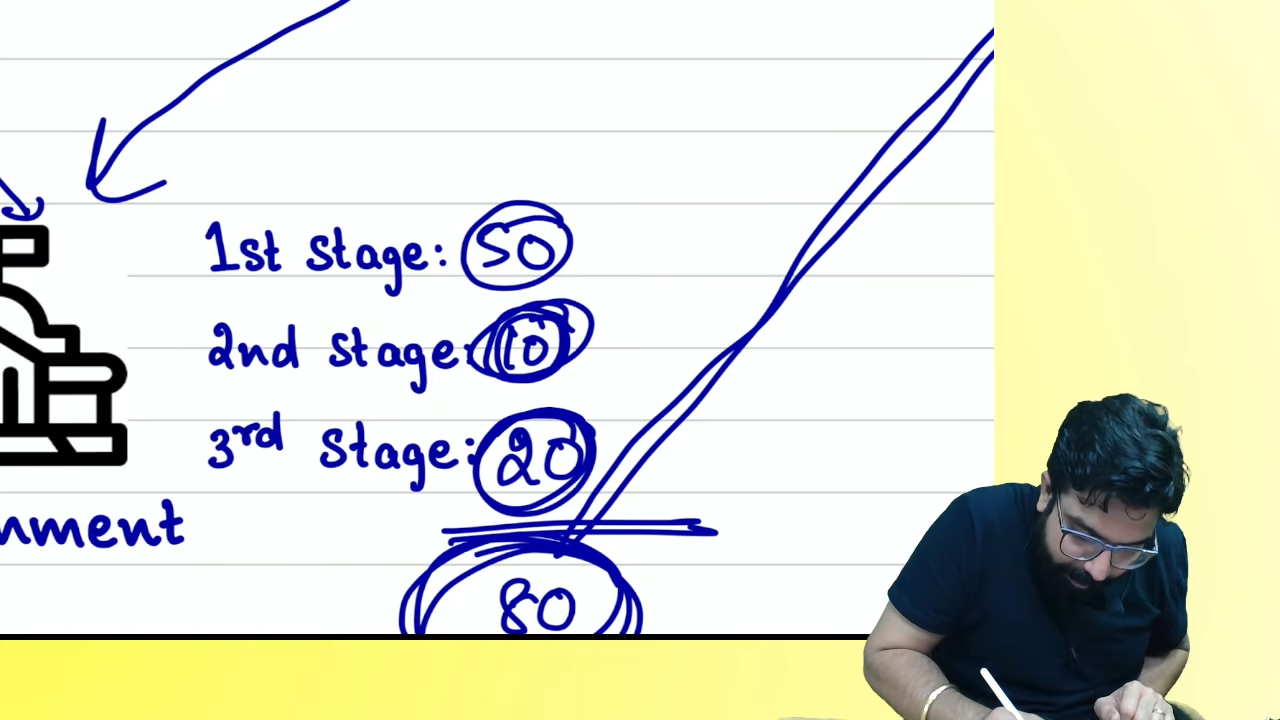 1st stage: 50
2nd stage: 10
3rd stage: 20
nment
80